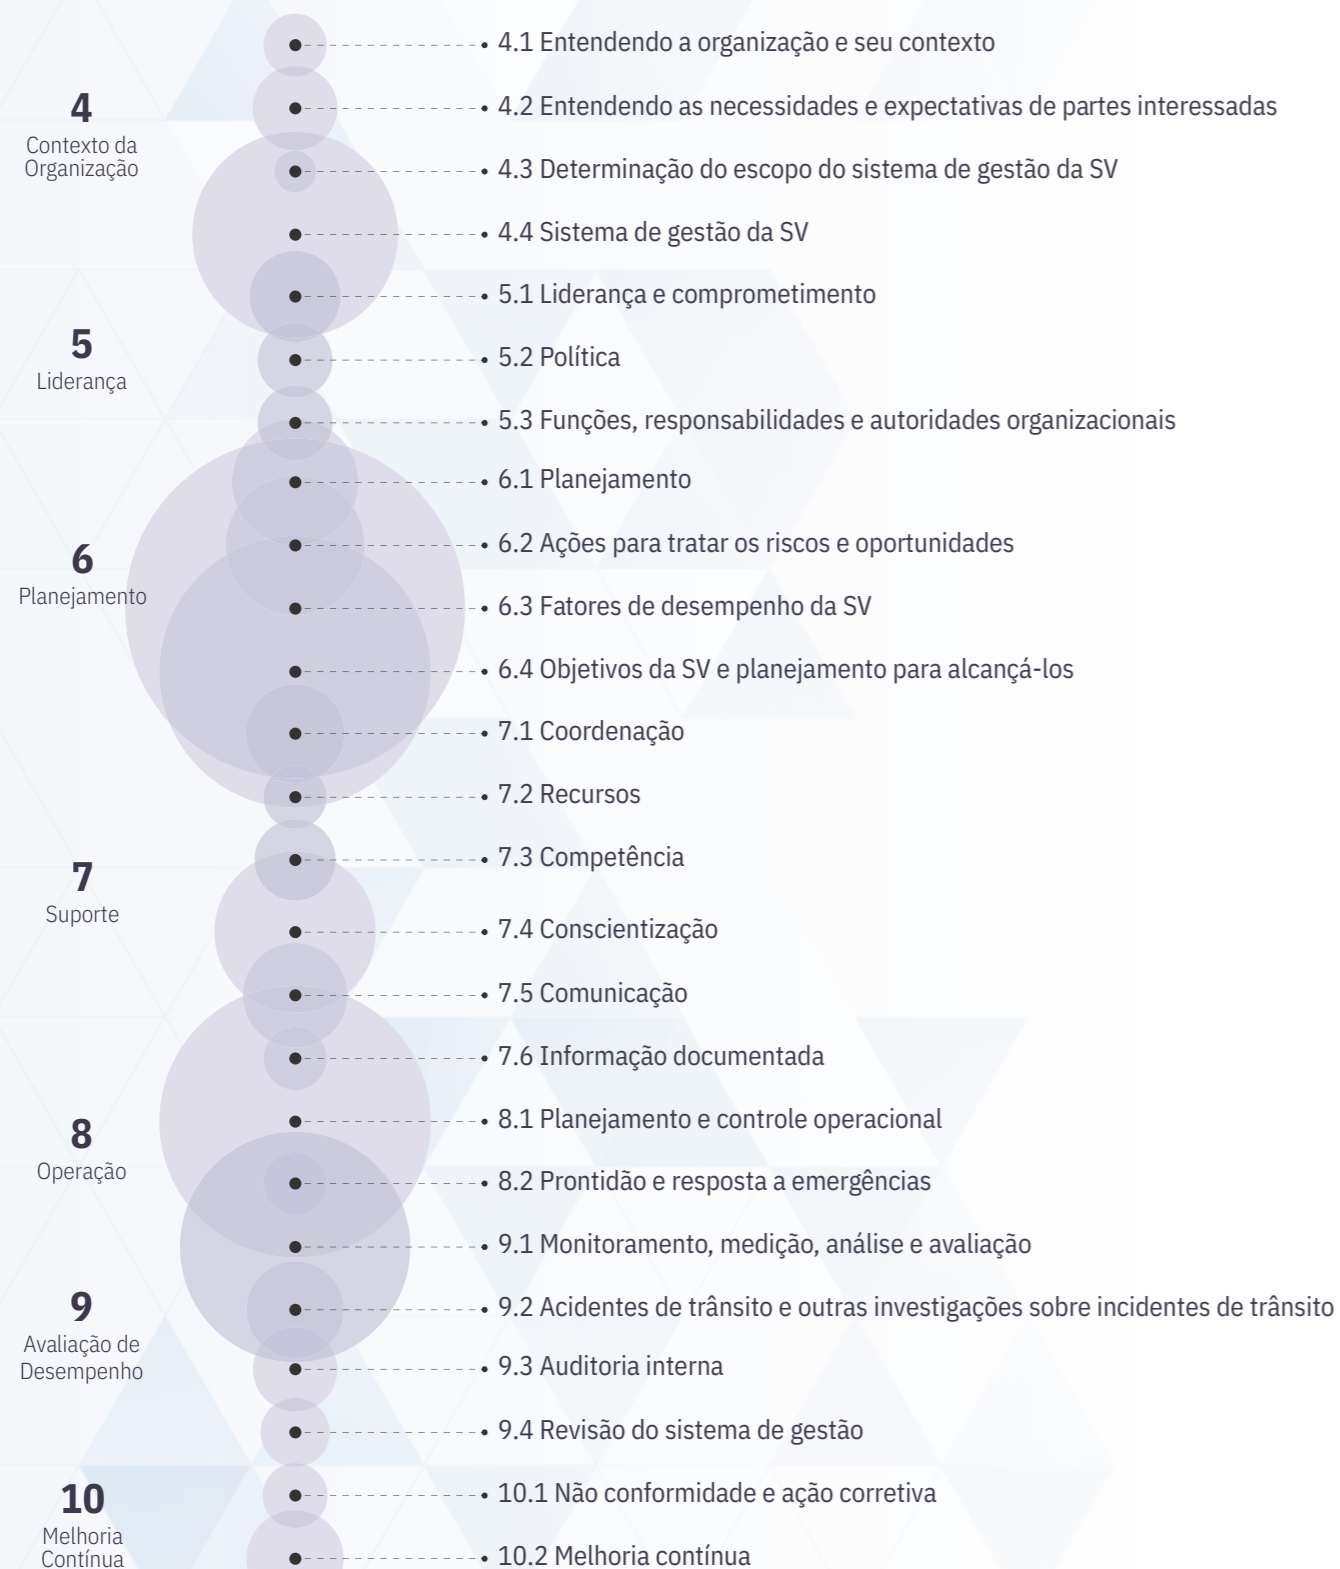 4
Contexto da
Organização
4.1 Entendendo a organização e seu contexto
4.2 Entendendo as necessidades e expectativas de partes interessadas
4.3 Determinação do escopo do sistema de gestão da SV
4.4 Sistema de gestão da SV
5
Liderança
5.1 Liderança e comprometimento
5.2 Política
5.3 Funções, responsabilidades e autoridades organizacionais
6
Planejamento
6.1 Planejamento
6.2 Ações para tratar os riscos e oportunidades
6.3 Fatores de desempenho da SV
6.4 Objetivos da SV e planejamento para alcançá-los
7
Suporte
7.1 Coordenação
7.2 Recursos
7.3 Competência
7.4 Conscientização
7.5 Comunicação
7.6 Informação documentada
8
Operação
8.1 Planejamento e controle operacional
8.2 Prontidão e resposta a emergências
9
Avaliação de
Desempenho
9.1 Monitoramento, medição, análise e avaliação
9.2 Acidentes de trânsito e outras investigações sobre incidentes de trânsito
9.3 Auditoria interna
9.4 Revisão do sistema de gestão
10
Melhoria
Contínua
10.1 Não conformidade e ação corretiva
10.2 Melhoria contínua